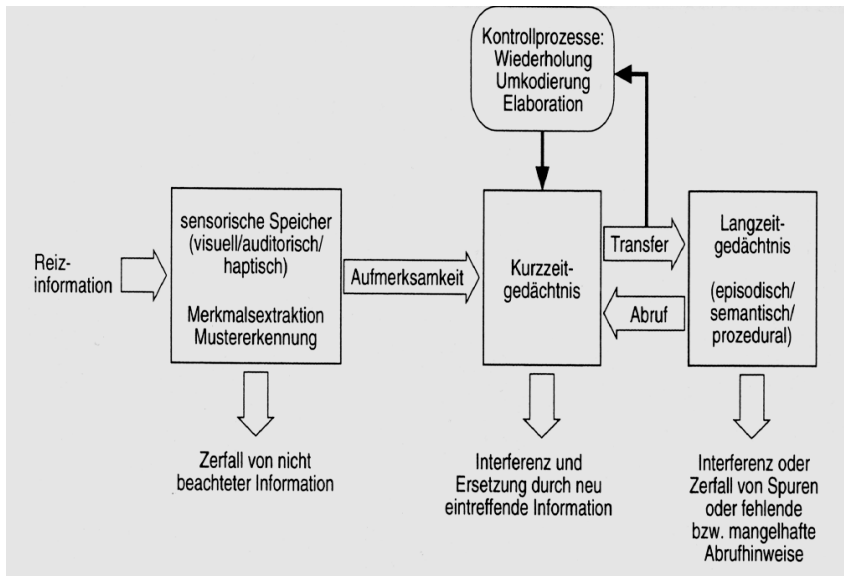 Kontrollprozesse:
Wiederholung
Umkodierung
Elaboration
Reiz-
information
sensorische Speicher
(visuell/auditorisch/
haptisch)
Merkmalsextraktion
Mustererkennung
Aufmerksamkeit
Kurzzeit-
gedächtnis
Transfer
Abruf
Langzeit-
gedächtnis
(episodisch/
semantisch/
prozedural)
Zerfall von nicht
beachteter Information
Interferenz und
Ersetzung durch neu
eintreffende Information
Interferenz oder
Zerfall von Spuren
oder fehlende
bzw. mangelhafte
Abrufhinweise